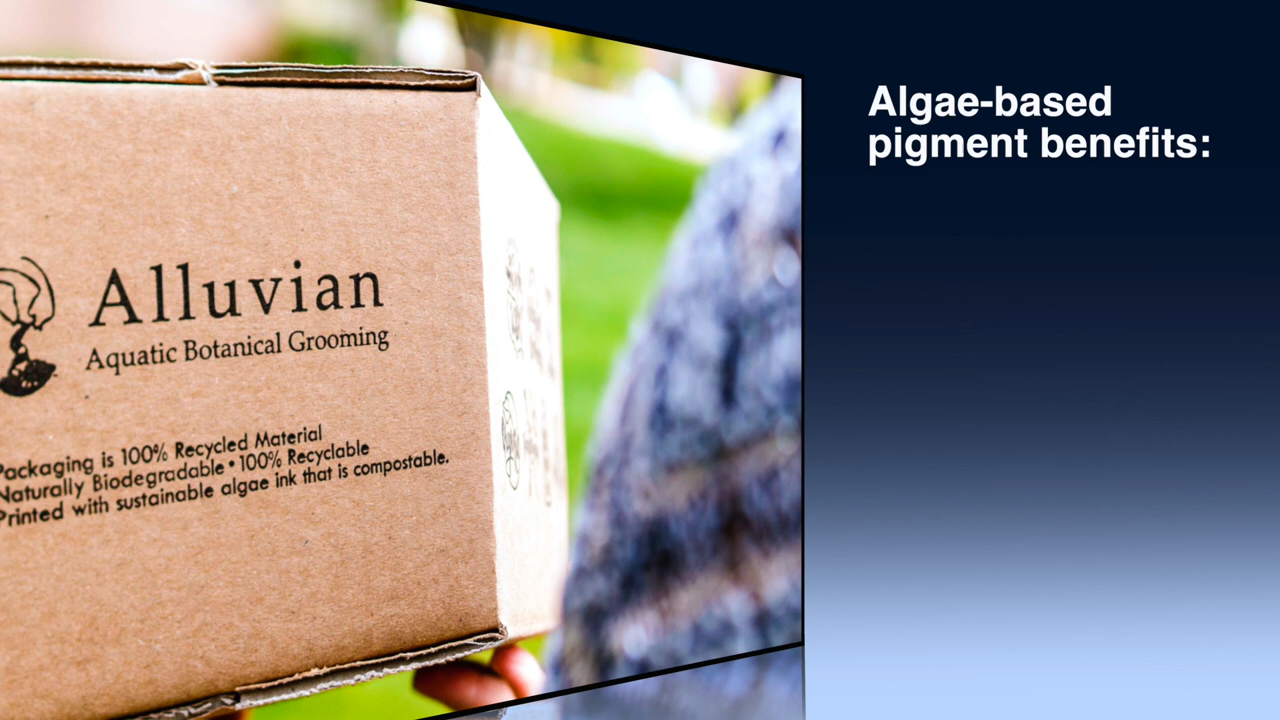 Alluvian
Aquatic Botanical Grooming
Packaging is 100% Recycled Material
Naturally Biodegradable • 100% Recyclable
Printed with sustainable algae ink that is compostable.
Algae-based
pigment benefits: